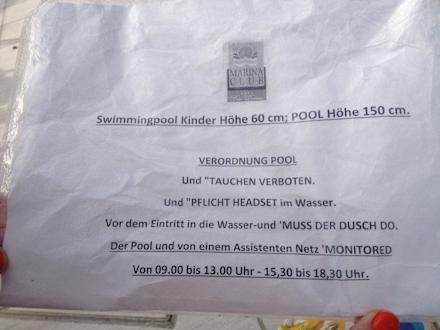 MARINA
CLUB
Swimmingpool Kinder Höhe 60 cm; POOL Höhe 150 cm.
VERORDNUNG POOL
Und "TAUCHEN VERBOTEN.
Und "PFLICHT HEADSET im Wasser.
Vor dem Eintritt in die Wasser-und 'MUSS DER DUSCH DO.
Der Pool und von einem Assistenten Netz 'MONITORED
Von 09.00 bis 13.00 Uhr - 15,30 bis 18,30 Uhr.